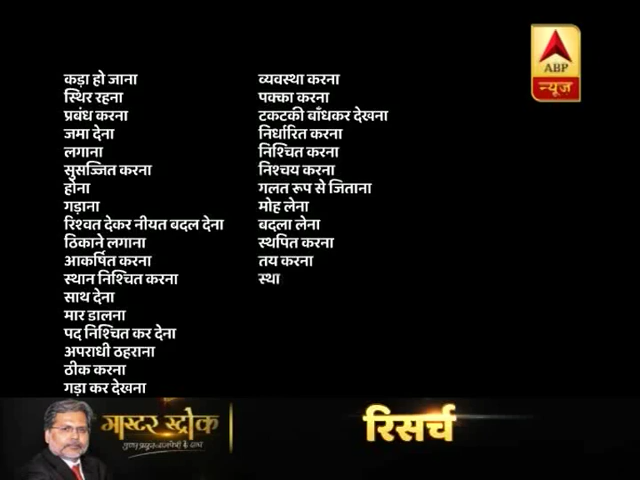 कड़ा हो जाना
स्थिर रहना
प्रबंध करना
जमा देना
लगाना
सुसज्जित करना
होना
गड़ाना
रिश्वत देकर नीयत बदल देना
ठिकाने लगाना
आकर्षित करना
स्थान निश्चित करना
साथ देना
मार डालना
पद निश्चित कर देना
अपराधी ठहराना
ठीक करना
गड़ा कर देखना
व्यवस्था करना
पक्का करना
टकटकी बाँधकर देखना
निर्धारित करना
निश्चित करना
निश्चय करना
गलत रूप से जिताना
मोह लेना
बदला लेना
स्थपित करना
तय करना
स्था
ABP
न्यूज़
मास्टर स्ट्रोक
रिसर्च